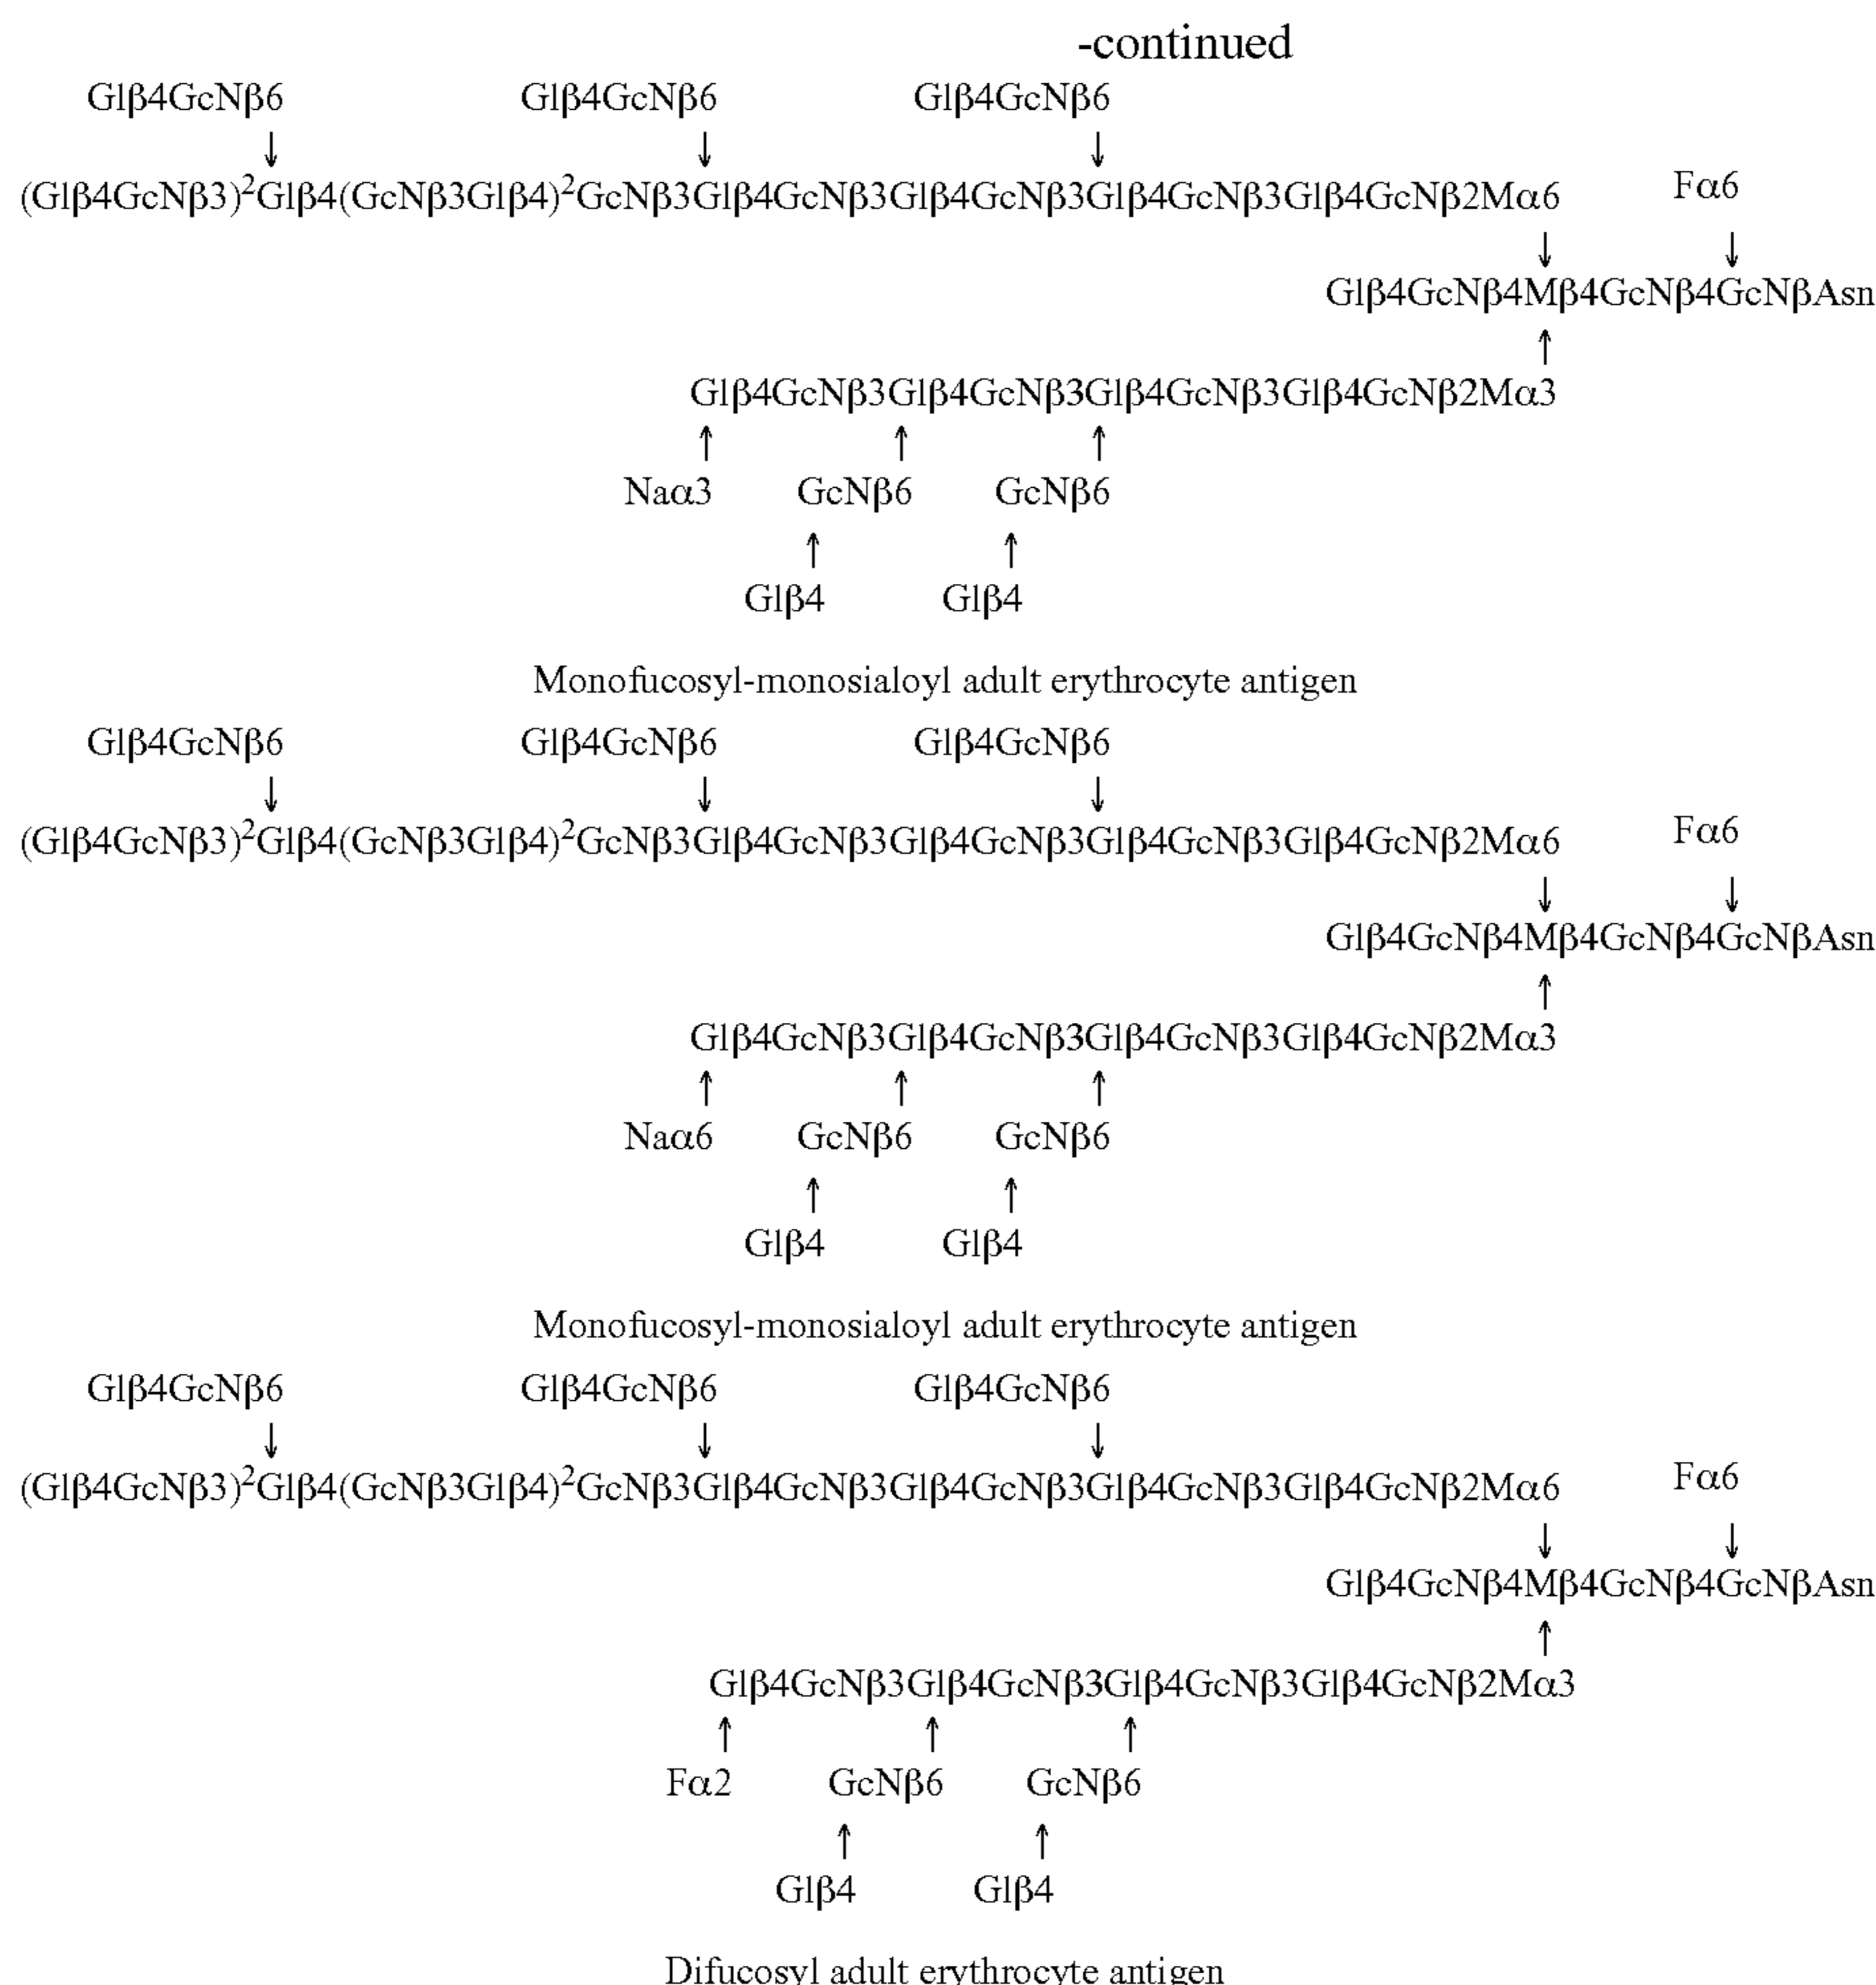 -continued
Glβ4GcNβ6 Glβ4GcNβ6 Glβ4GcNβ6
↓ ↓ ↓
(Glβ4GcNβ3)²Glβ4(GcNβ3Glβ4)²GcNβ3Glβ4GcNβ3Glβ4GcNβ3Glβ4GcNβ3Glβ4GcNβ2Mα6 Fα6
↓ ↓
Glβ4GcNβ4Mβ4GcNβ4GcNβAsn
↑
Glβ4GcNβ3Glβ4GcNβ3Glβ4GcNβ3Glβ4GcNβ2Mα3
↑ ↑ ↑
Naα3 GcNβ6 GcNβ6
↑ ↑
Glβ4 Glβ4
Monofucosyl-monosialoyl adult erythrocyte antigen
Glβ4GcNβ6 Glβ4GcNβ6 Glβ4GcNβ6
↓ ↓ ↓
(Glβ4GcNβ3)²Glβ4(GcNβ3Glβ4)²GcNβ3Glβ4GcNβ3Glβ4GcNβ3Glβ4GcNβ3Glβ4GcNβ2Mα6 Fα6
↓ ↓
Glβ4GcNβ4Mβ4GcNβ4GcNβAsn
↑
Glβ4GcNβ3Glβ4GcNβ3Glβ4GcNβ3Glβ4GcNβ2Mα3
↑ ↑ ↑
Naα6 GcNβ6 GcNβ6
↑ ↑
Glβ4 Glβ4
Monofucosyl-monosialoyl adult erythrocyte antigen
Glβ4GcNβ6 Glβ4GcNβ6 Glβ4GcNβ6
↓ ↓ ↓
(Glβ4GcNβ3)²Glβ4(GcNβ3Glβ4)²GcNβ3Glβ4GcNβ3Glβ4GcNβ3Glβ4GcNβ3Glβ4GcNβ2Mα6 Fα6
↓ ↓
Glβ4GcNβ4Mβ4GcNβ4GcNβAsn
↑
Glβ4GcNβ3Glβ4GcNβ3Glβ4GcNβ3Glβ4GcNβ2Mα3
↑ ↑ ↑
Fα2 GcNβ6 GcNβ6
↑ ↑
Glβ4 Glβ4
Difucosyl adult erythrocyte antigen